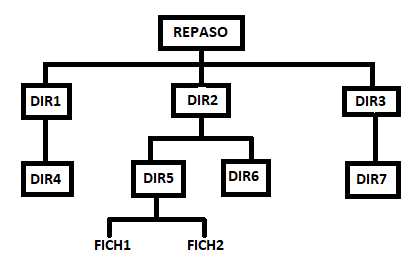 REPASO
DIR1 DIR2 DIR3
DIR4 DIR5 DIR6 DIR7
FICH1 FICH2